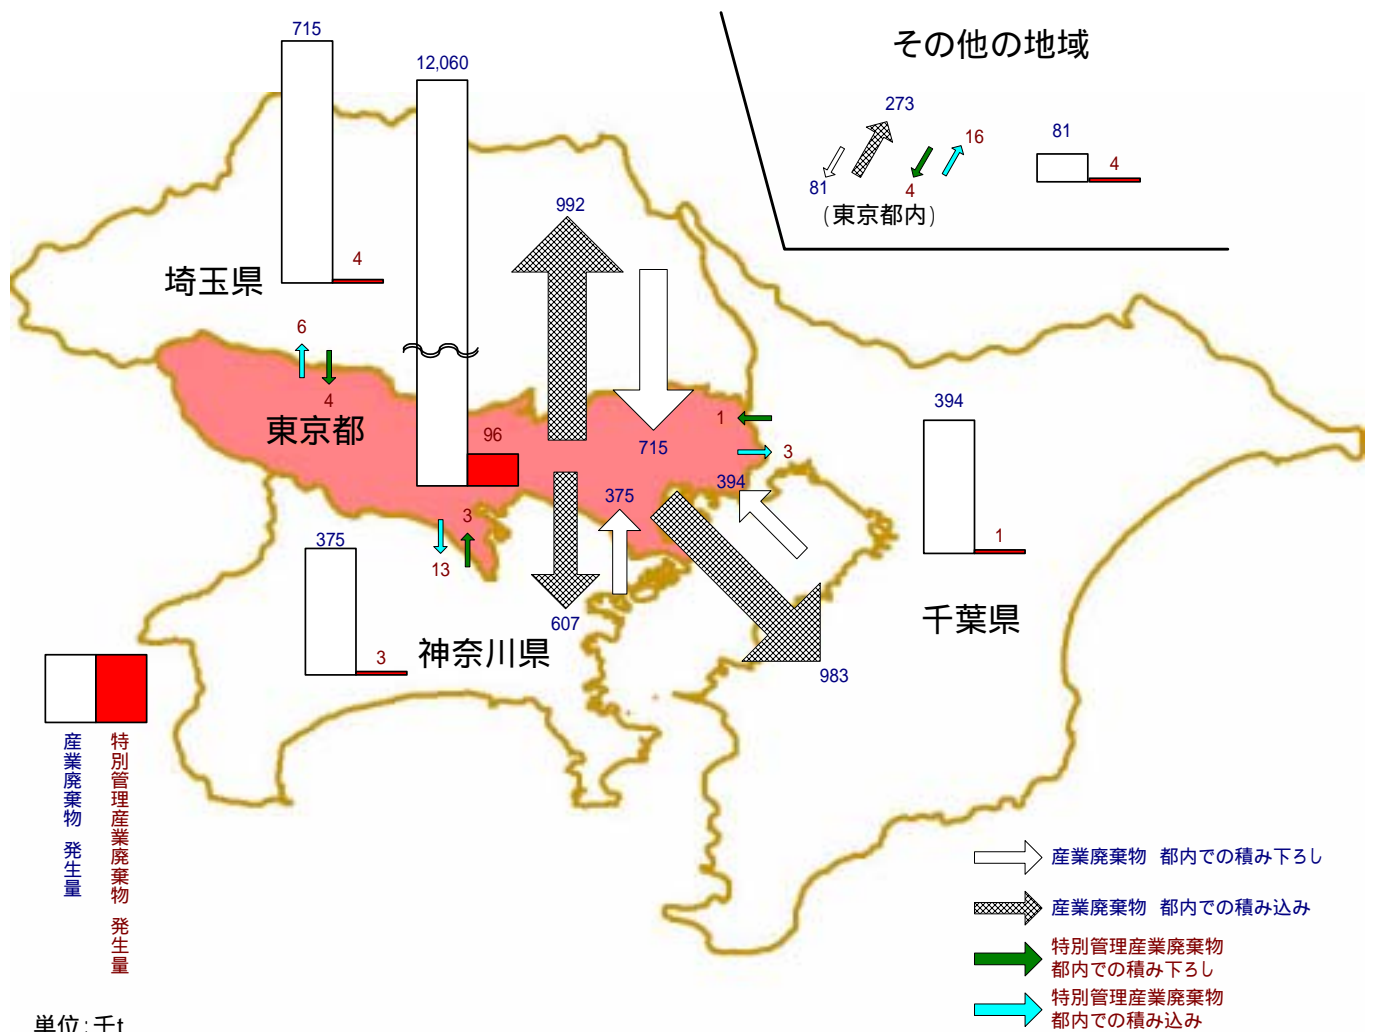 715
12,060
その他の地域
273
16
81
4
81
4
(東京都内)
992
4
埼玉県
6
4
東京都
96
715
1
3
394
375
394
1
3
13
375
3
607
神奈川県
千葉県
983
産業廃棄物 発生量
特別管理産業廃棄物 発生量
産業廃棄物 都内での積み下ろし
産業廃棄物 都内での積み込み
特別管理産業廃棄物
都内での積み下ろし
特別管理産業廃棄物
都内での積み込み
単位:千t